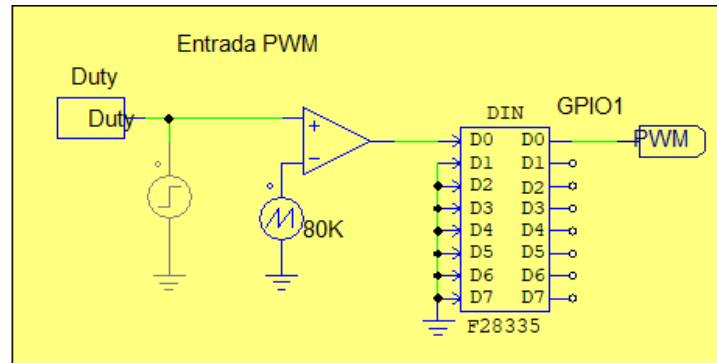 Entrada PWM
Duty
Duty
80K
DIN
GPIO1
D0 D0
D1 D1
D2 D2
D3 D3
D4 D4
D5 D5
D6 D6
D7 D7
PWM
F28335